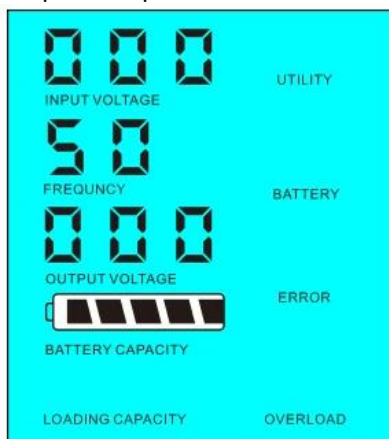 000
UTILITY
INPUT VOLTAGE
50
FREQUNCY
BATTERY
000
OUTPUT VOLTAGE
ERROR
BATTERY CAPACITY
LOADING CAPACITY
OVERLOAD